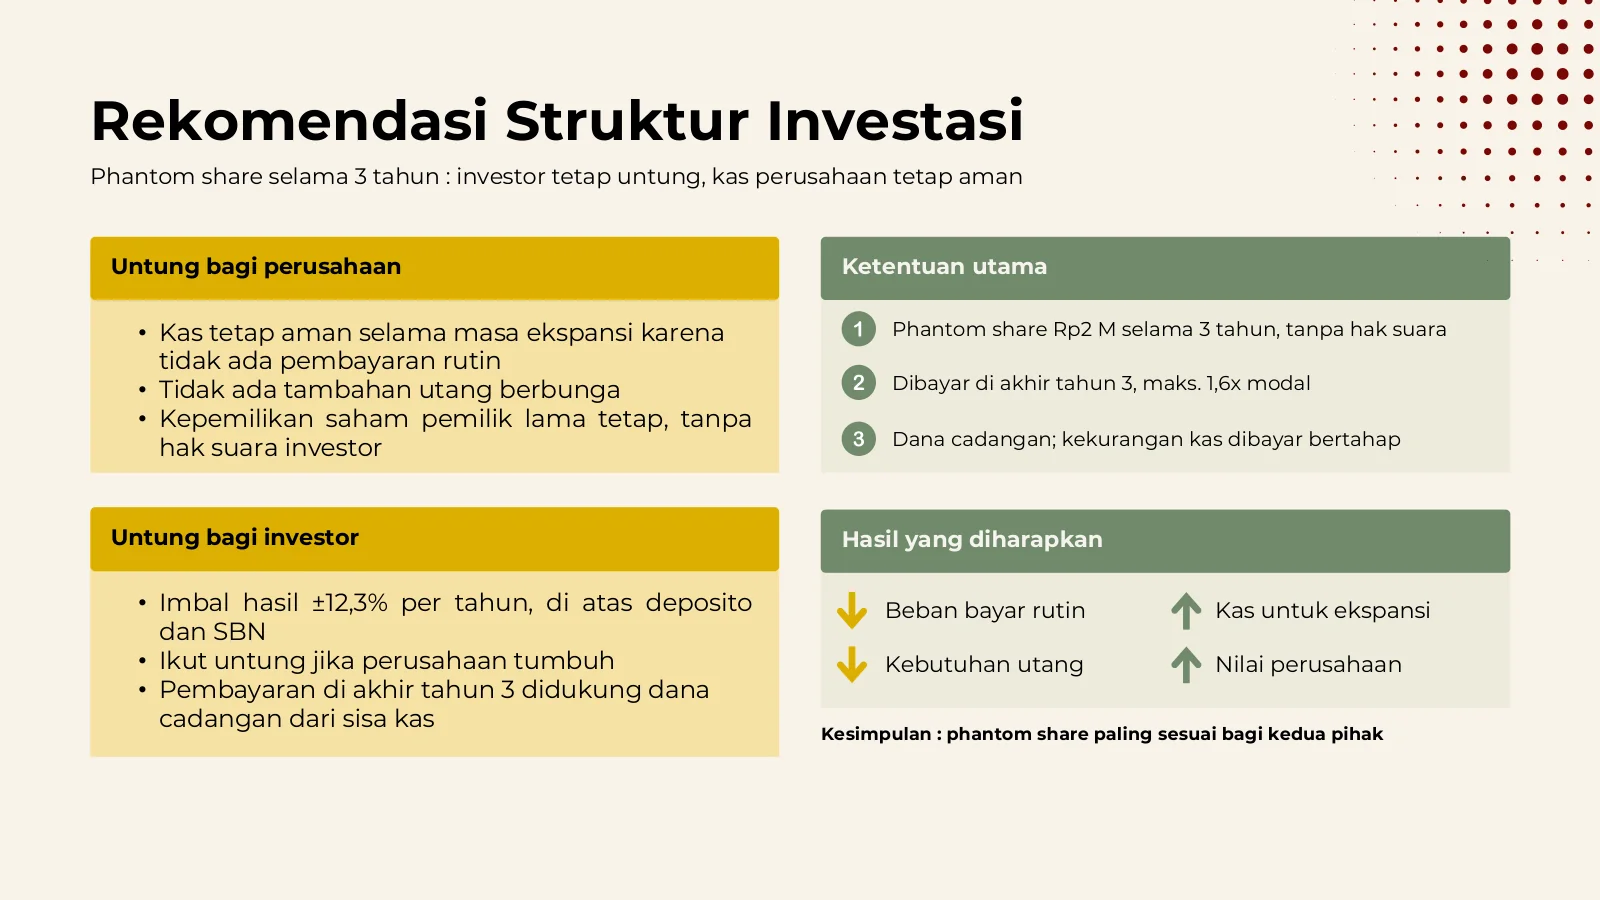 Rekomendasi Struktur Investasi
Phantom share selama 3 tahun : investor tetap untung, kas perusahaan tetap aman
Untung bagi perusahaan
• Kas tetap aman selama masa ekspansi karena
tidak ada pembayaran rutin
• Tidak ada tambahan utang berbunga
• Kepemilikan saham pemilik lama tetap, tanpa
hak suara investor
Untung bagi investor
• Imbal hasil ±12,3% per tahun, di atas deposito
dan SBN
• Ikut untung jika perusahaan tumbuh
• Pembayaran di akhir tahun 3 didukung dana
cadangan dari sisa kas
Ketentuan utama
1 Phantom share Rp2 M selama 3 tahun, tanpa hak suara
2 Dibayar di akhir tahun 3, maks. 1,6x modal
3 Dana cadangan; kekurangan kas dibayar bertahap
Hasil yang diharapkan
Beban bayar rutin
Kas untuk ekspansi
Kebutuhan utang
Nilai perusahaan
Kesimpulan : phantom share paling sesuai bagi kedua pihak